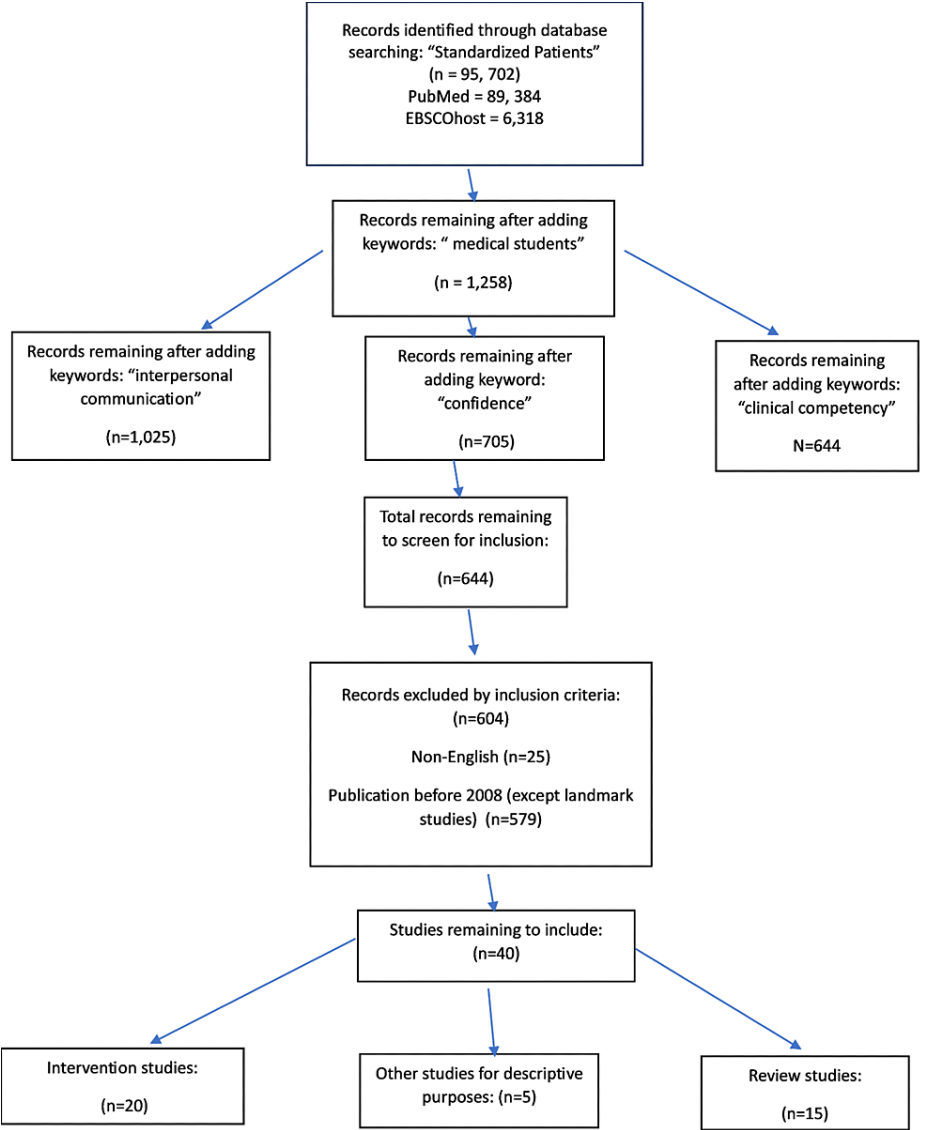 Records identified through database
searching: “Standardized Patients”
(n = 95, 702)
PubMed = 89, 384
EBSCOhost = 6,318
Records remaining after adding
keywords: “ medical students”
(n = 1,258)
Records remaining after adding
keywords: “interpersonal
communication”
(n=1,025)
Records remaining after
adding keyword:
“confidence”
(n=705)
Records remaining
after adding keywords:
“clinical competency”
N=644
Total records remaining
to screen for inclusion:
(n=644)
Records excluded by inclusion criteria:
(n=604)
Non-English (n=25)
Publication before 2008 (except landmark
studies)  (n=579)
Studies remaining to include:
(n=40)
Intervention studies:
(n=20)
Other studies for descriptive
purposes: (n=5)
Review studies:
(n=15)